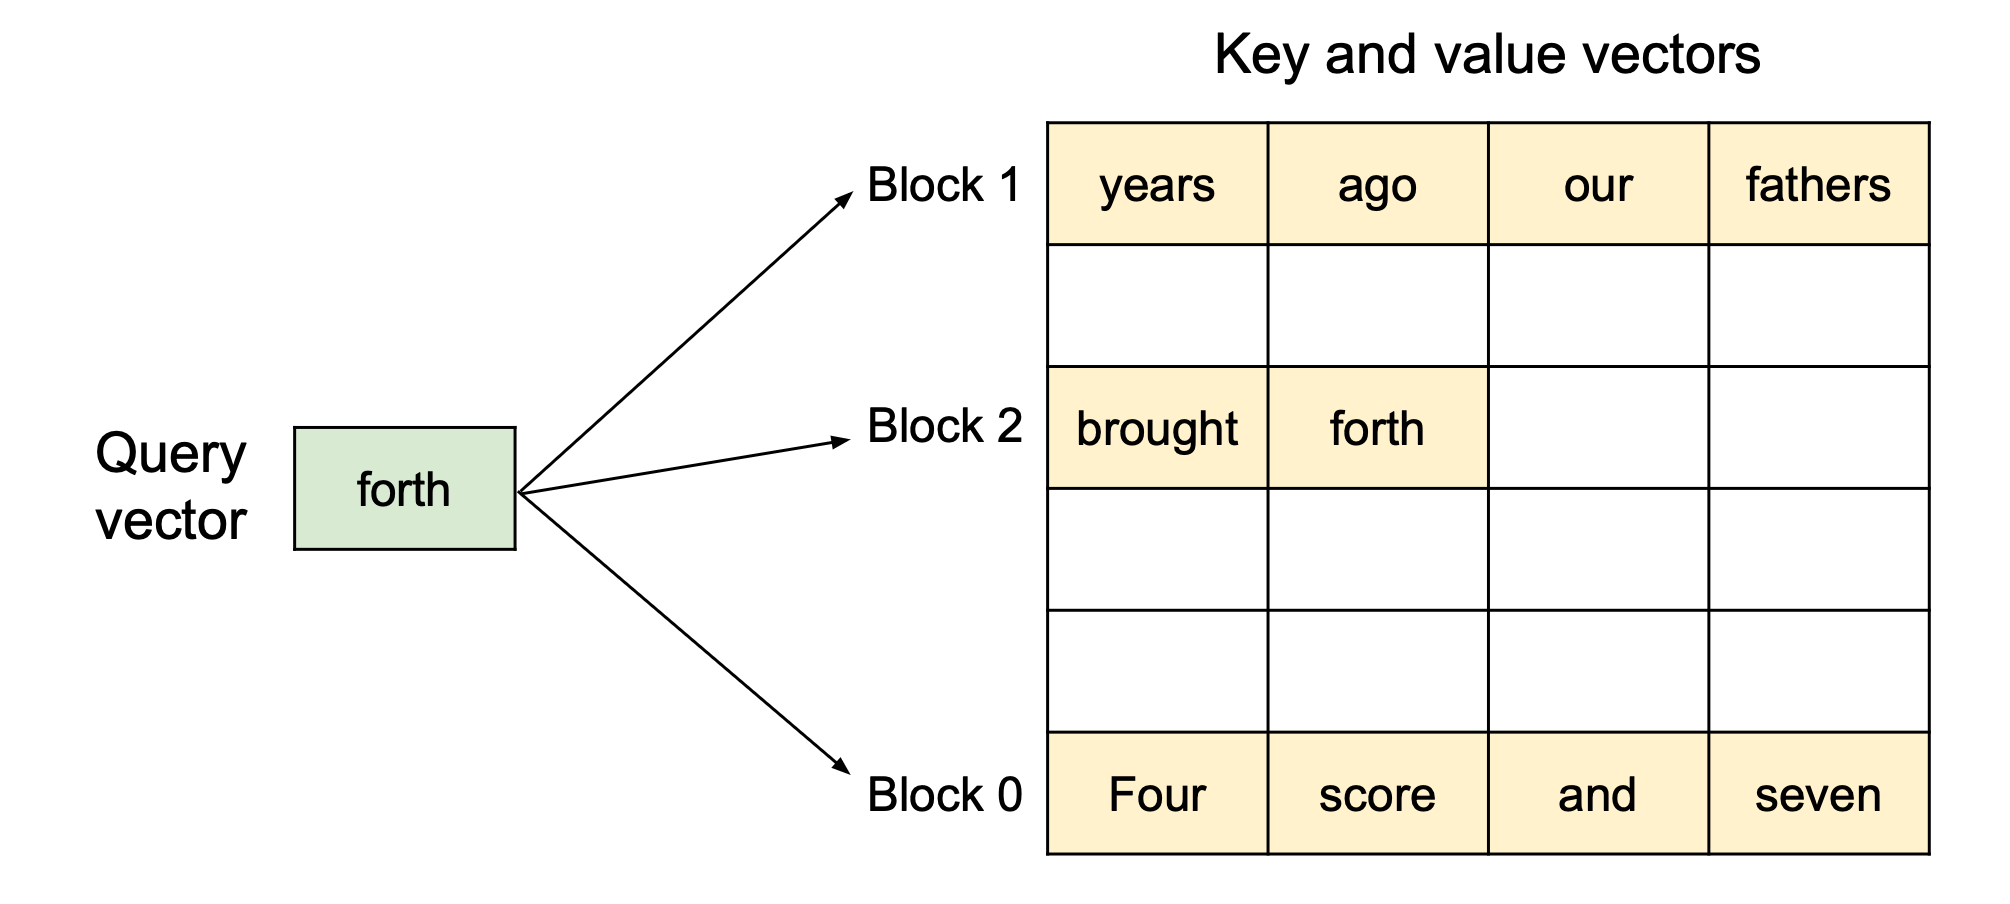 Key and value vectors
Query
vector
forth
Block 1
years ago our fathers
Block 2
brought forth
Block 0
Four score and seven